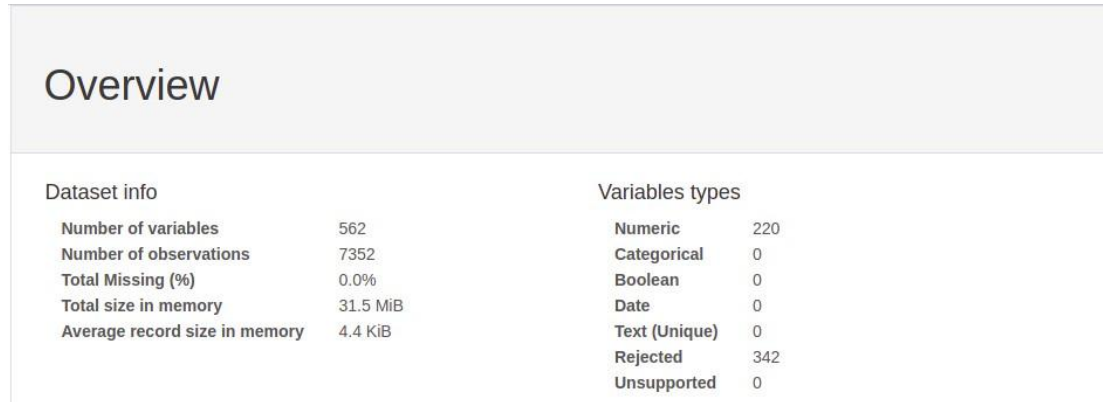 Overview
Dataset info
Number of variables 562
Number of observations 7352
Total Missing (%) 0.0%
Total size in memory 31.5 MiB
Average record size in memory 4.4 KiB
Variables types
Numeric 220
Categorical 0
Boolean 0
Date 0
Text (Unique) 0
Rejected 342
Unsupported 0